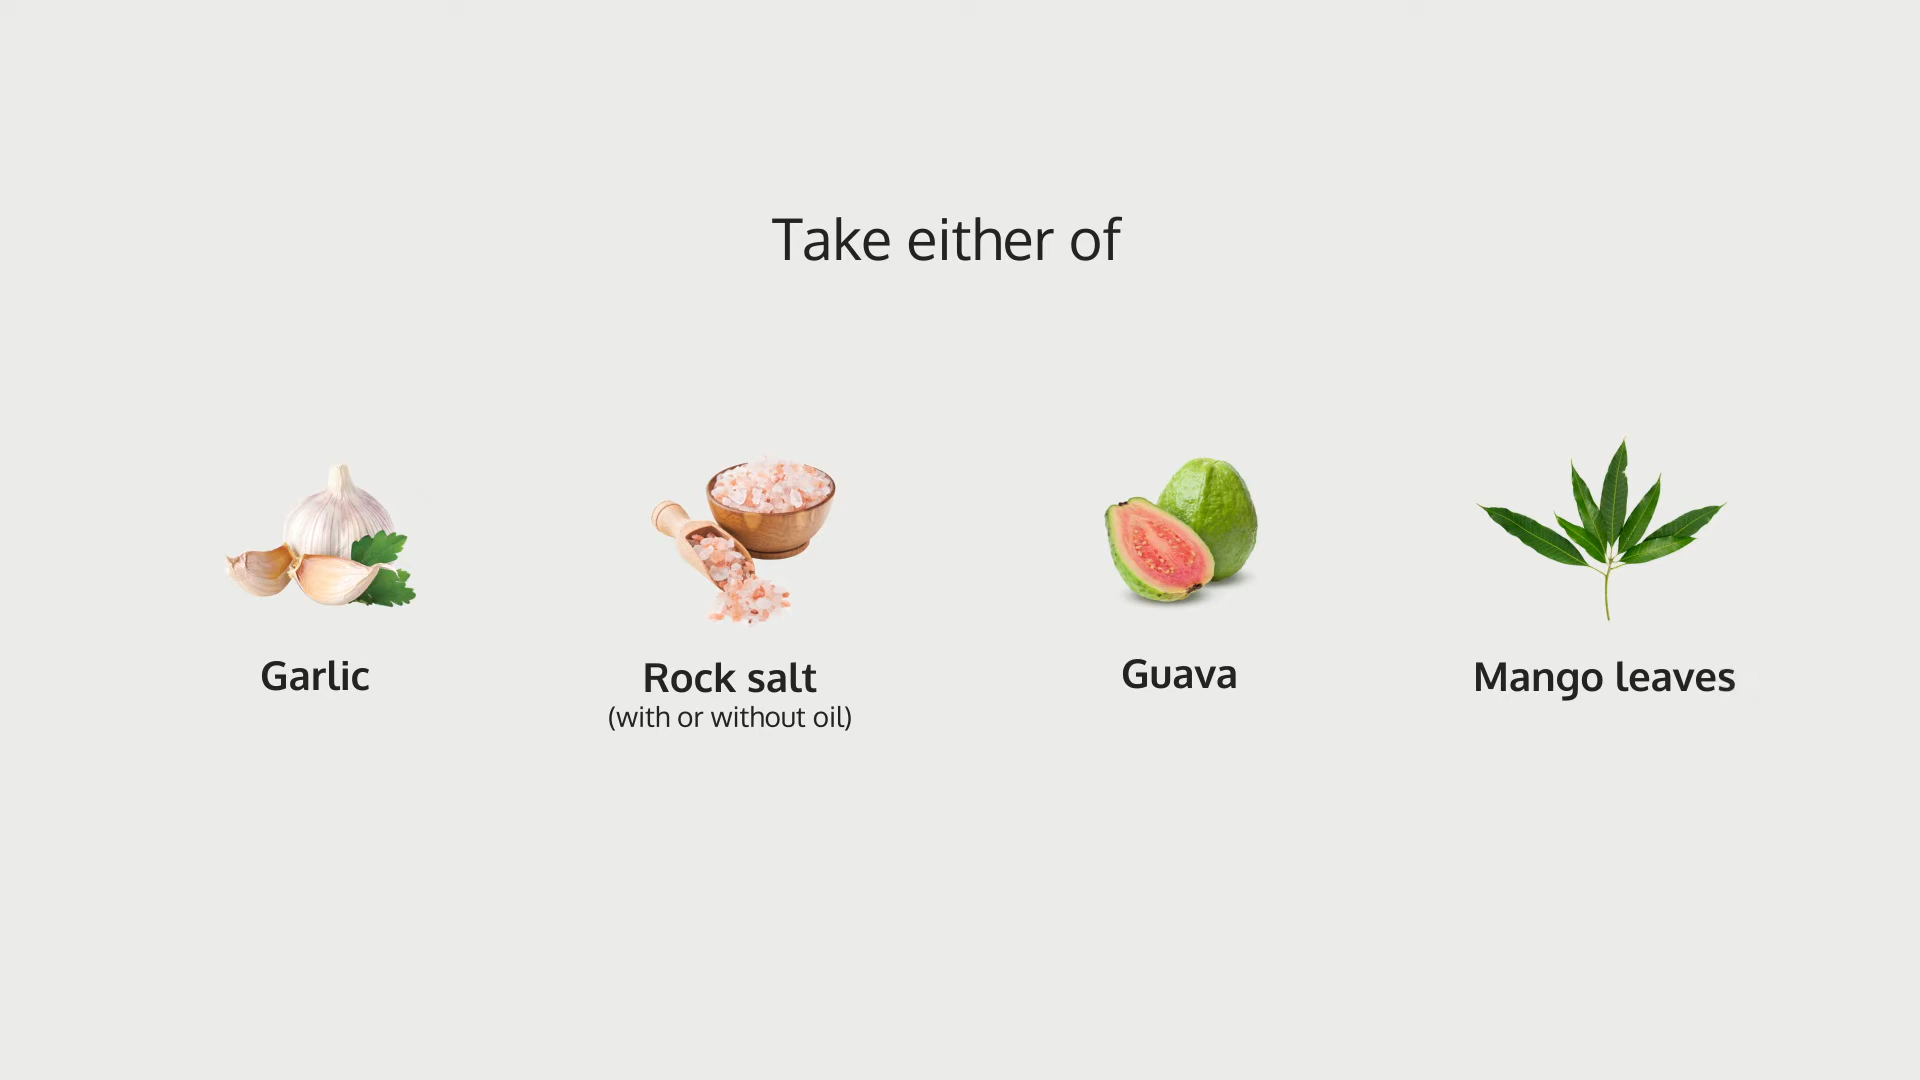 Take either of
Garlic
Rock salt
(with or without oil)
Guava
Mango leaves